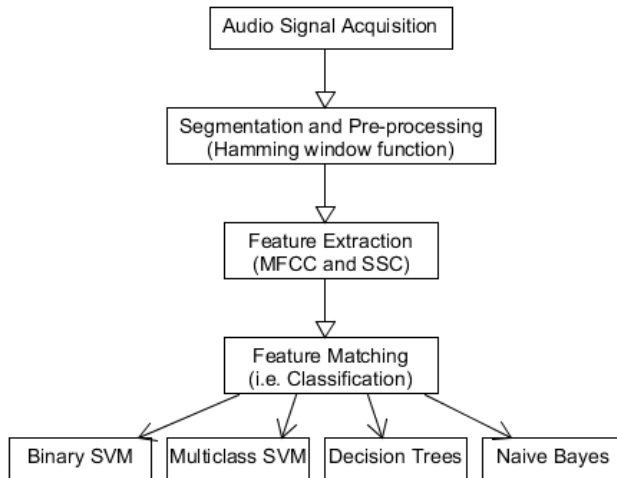 Audio Signal Acquisition
Segmentation and Pre-processing
(Hamming window function)
Feature Extraction
(MFCC and SSC)
Feature Matching
(i.e. Classification)
Binary SVM
Multiclass SVM
Decision Trees
Naive Bayes